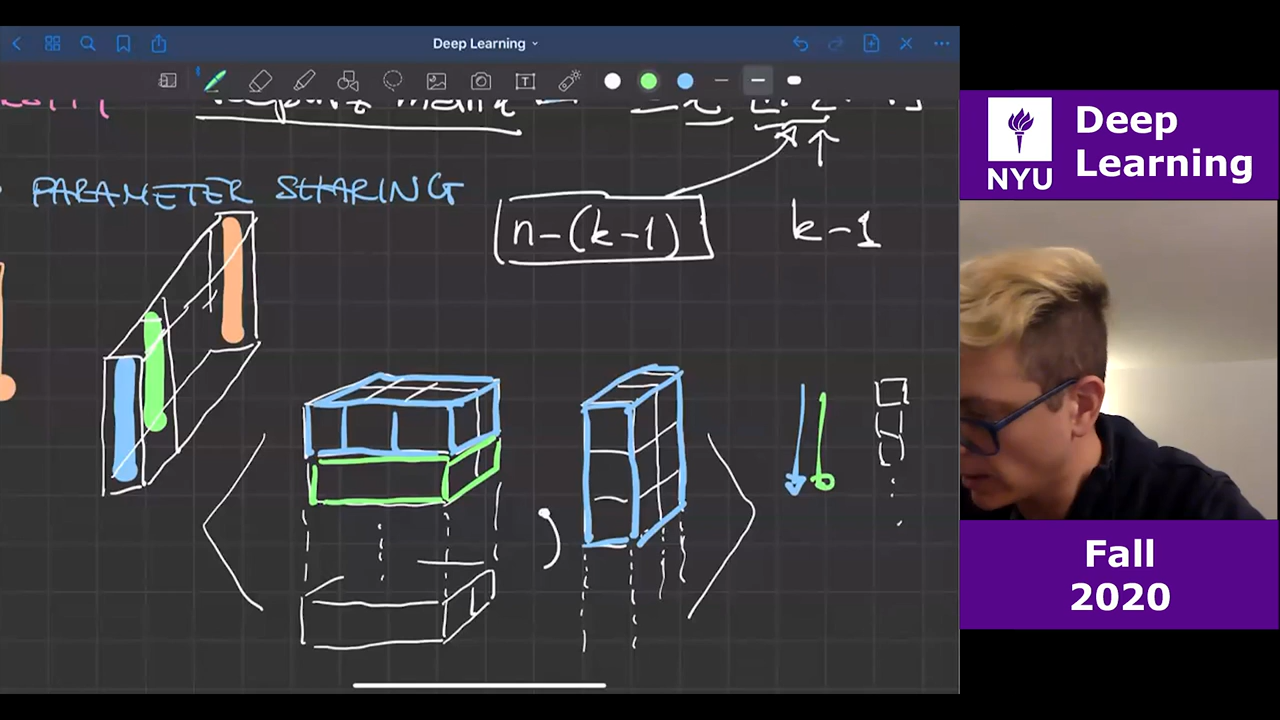 Deep Learning
T
PARAMETER SHARING
n-(k-1)
k-1
NYU
Deep
Learning
Fall
2020